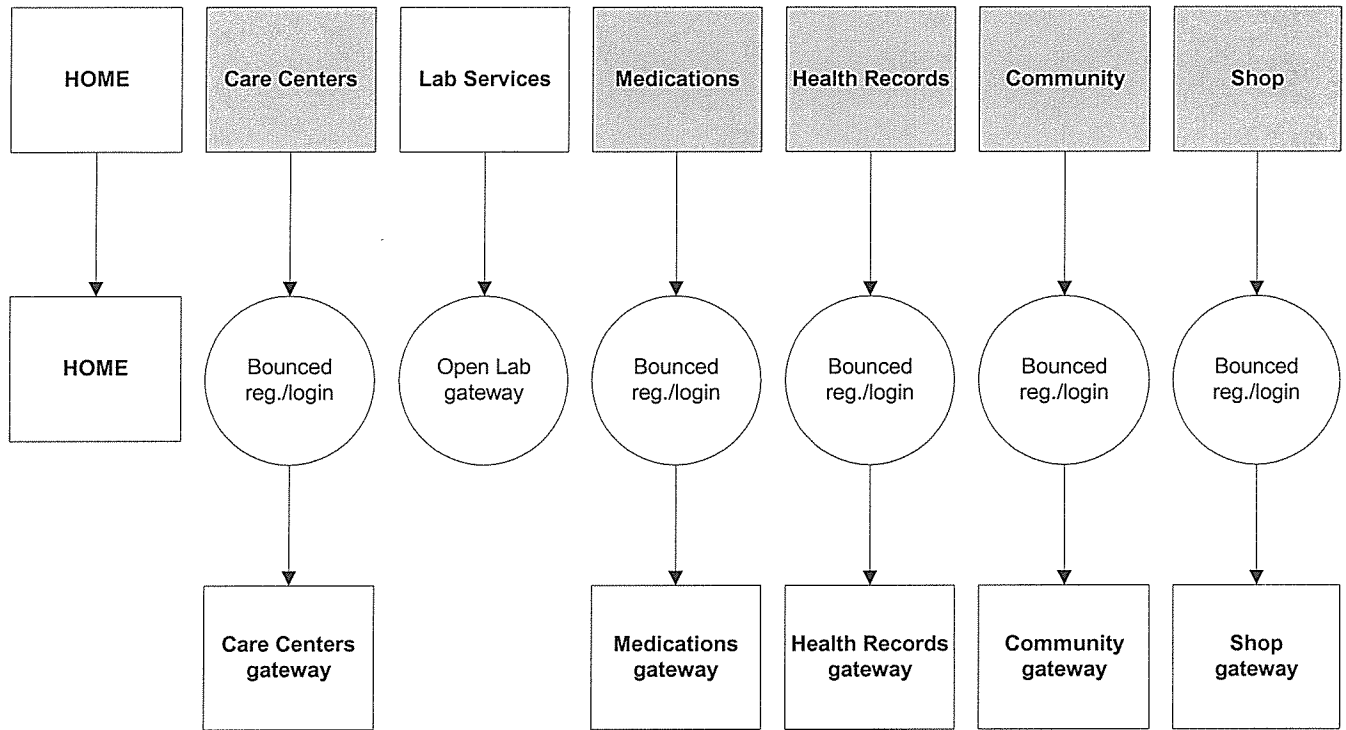 HOME
Care Centers
Lab Services
Medications
Health Records
Community
Shop
HOME
Bounced
reg./login
Open Lab
gateway
Bounced
reg./login
Bounced
reg./login
Bounced
reg./login
Bounced
reg./login
Care Centers
gateway
Medications
gateway
Health Records
gateway
Community
gateway
Shop
gateway